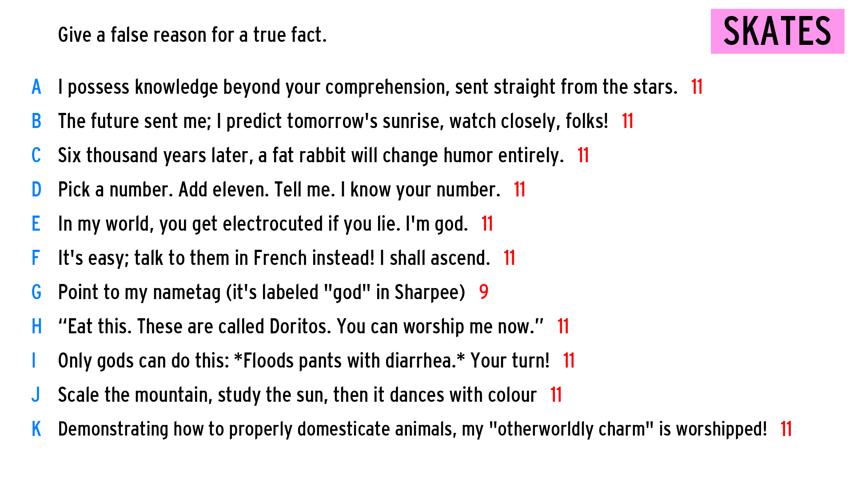 Give a false reason for a true fact.
SKATES
A I possess knowledge beyond your comprehension, sent straight from the stars. 11
B The future sent me; I predict tomorrow's sunrise, watch closely, folks! 11
C Six thousand years later, a fat rabbit will change humor entirely. 11
D Pick a number. Add eleven. Tell me. I know your number. 11
E In my world, you get electrocuted if you lie. I'm god. 11
F It's easy; talk to them in French instead! I shall ascend. 11
G Point to my nametag (it's labeled "god" in Sharpee) 9
H “Eat this. These are called Doritos. You can worship me now.” 11
I Only gods can do this: *Floods pants with diarrhea.* Your turn! 11
J Scale the mountain, study the sun, then it dances with colour 11
K Demonstrating how to properly domesticate animals, my "otherworldly charm" is worshipped! 11